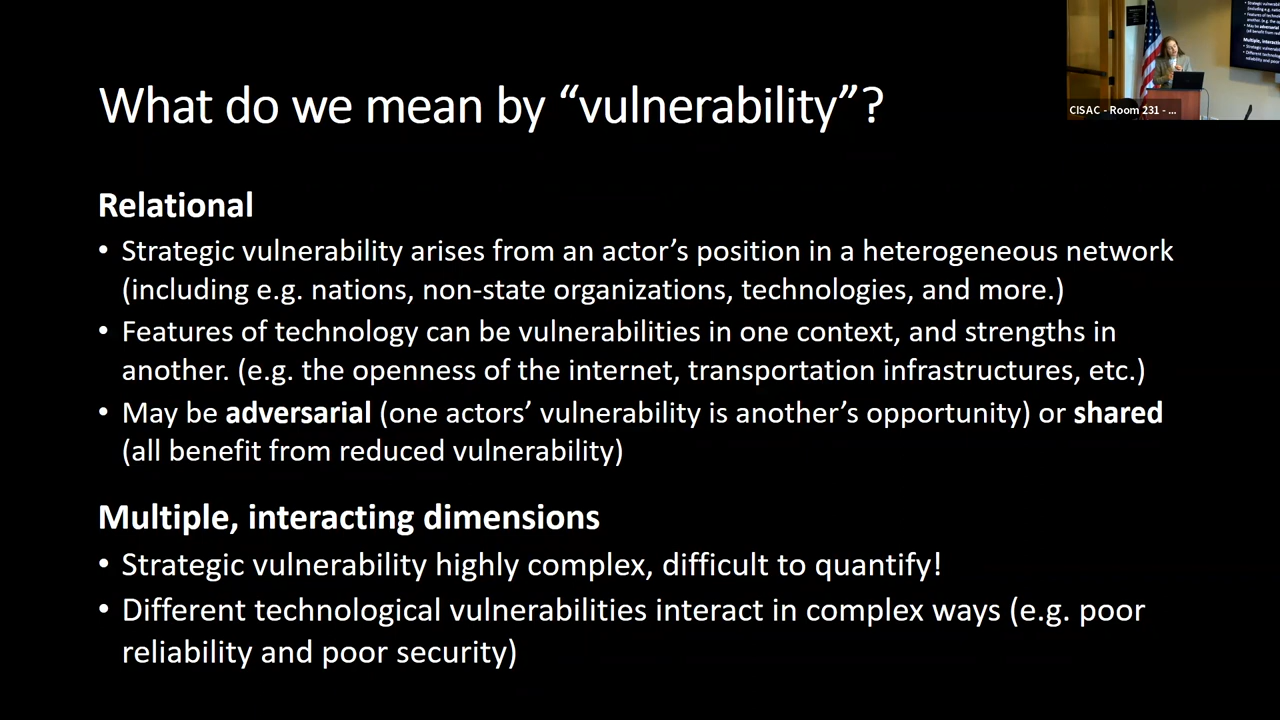 What do we mean by “vulnerability”?
Relational
• Strategic vulnerability arises from an actor’s position in a heterogeneous network
(including e.g. nations, non-state organizations, technologies, and more.)
• Features of technology can be vulnerabilities in one context, and strengths in
another. (e.g. the openness of the internet, transportation infrastructures, etc.)
• May be adversarial (one actors’ vulnerability is another’s opportunity) or shared
(all benefit from reduced vulnerability)
Multiple, interacting dimensions
• Strategic vulnerability highly complex, difficult to quantify!
• Different technological vulnerabilities interact in complex ways (e.g. poor
reliability and poor security)
CISAC - Room 231 - ...